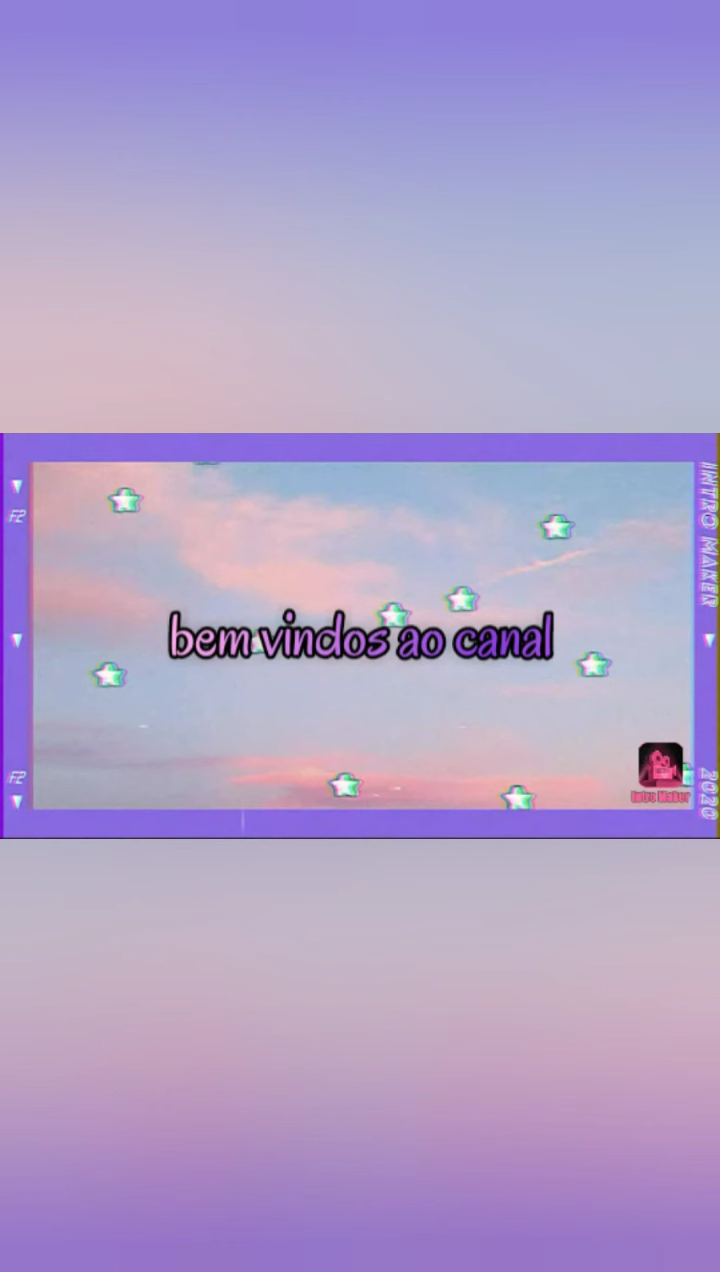 INTRO MAKER
F2
bem vindos ao canal
F2
Intro Maker
2020